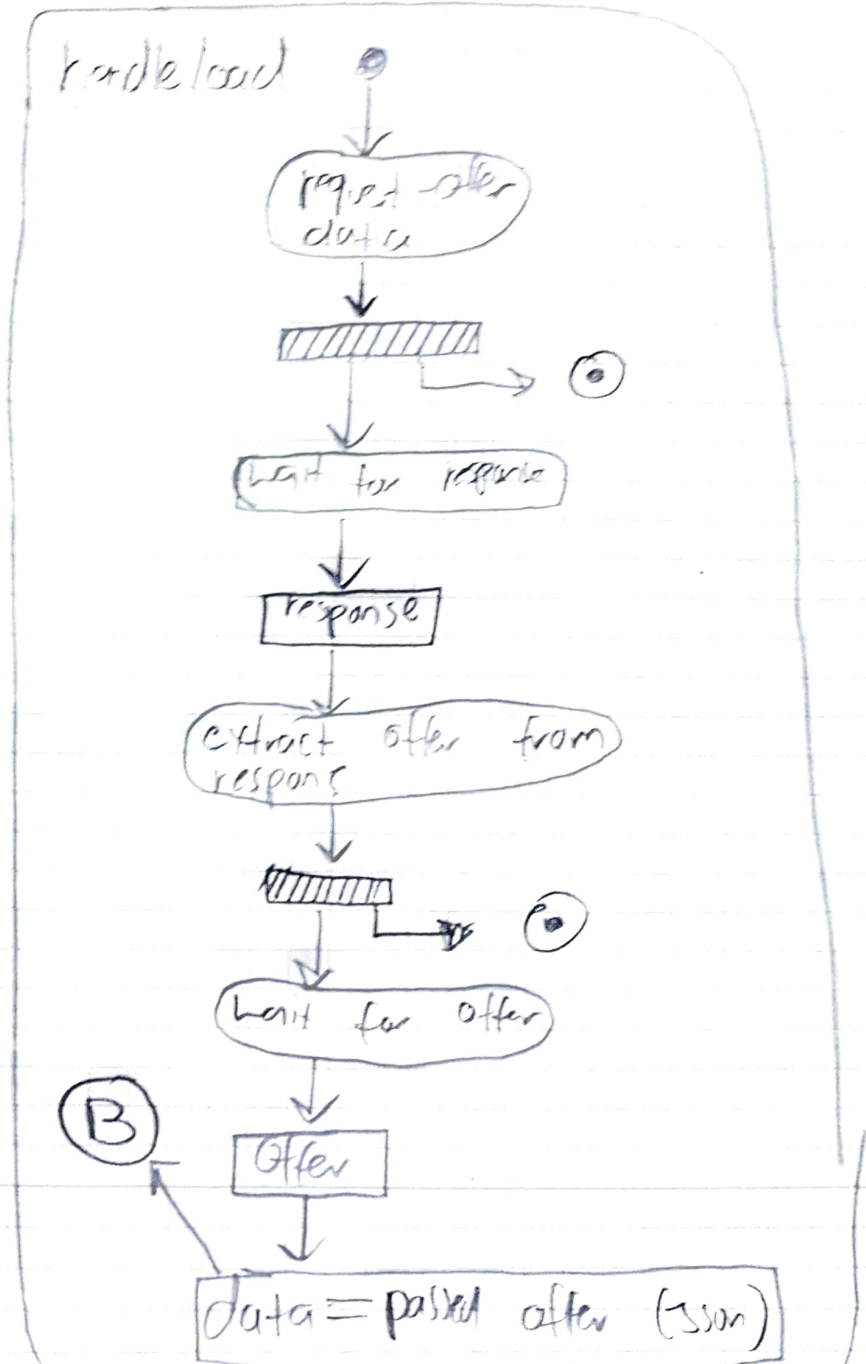 handleload
request offer
data
wait for response
response
extract offer from
respons
wait for offer
B
Offer
data = passed offer (Json)